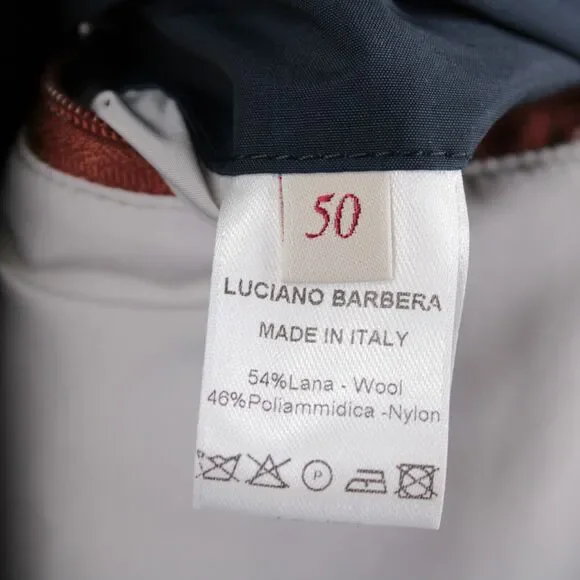 50
LUCIANO BARBERA
MADE IN ITALY
54%Lana - Wool
46%Poliammidica -Nylon
P